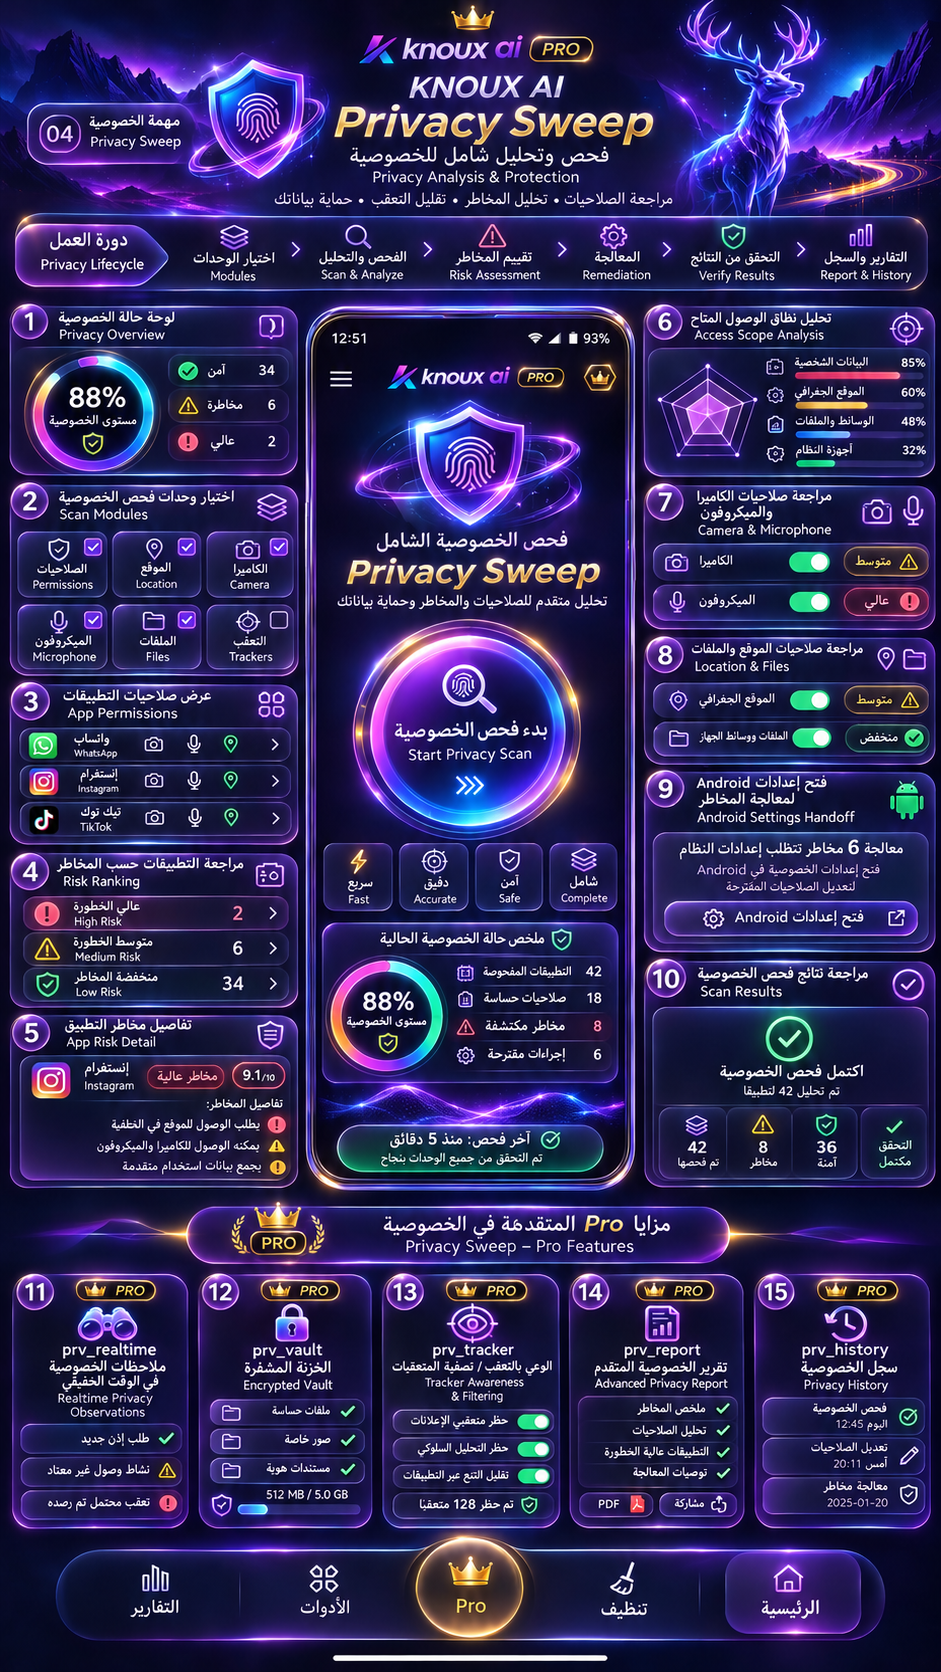 knoux ai PRO
KNOUX AI
Privacy Sweep
فحص وتحليل شامل للخصوصية
Privacy Analysis & Protection
مراجعة الصلاحيات • تحليل المخاطر • تقليل التعقب • حماية بياناتك
04
مهمة الخصوصية
Privacy Sweep
دورة العمل
Privacy Lifecycle
اختيار الوحدات
Modules
الفحص والتحليل
Scan & Analyze
تقييم المخاطر
Risk Assessment
المعالجة
Remediation
التحقق من النتائج
Verify Results
التقارير والسجل
Report & History
1
لوحة حالة الخصوصية
Privacy Overview
88%
مستوى الخصوصية
آمن 34
مخاطرة 6
عالي 2
2
اختيار وحدات فحص الخصوصية
Scan Modules
الصلاحيات
Permissions
الموقع
Location
الكاميرا
Camera
الميكروفون
Microphone
الملفات
Files
التعقب
Trackers
3
عرض صلاحيات التطبيقات
App Permissions
واتساب
WhatsApp
إنستغرام
Instagram
تيك توك
TikTok
4
مراجعة التطبيقات حسب المخاطر
Risk Ranking
عالي الخطورة
High Risk
2
متوسط الخطورة
Medium Risk
6
منخفضة المخاطر
Low Risk
34
5
تفاصيل مخاطر التطبيق
App Risk Detail
إنستغرام
Instagram
مخاطر عالية
9.1/10
تفاصيل المخاطر:
يطلب الوصول للموقع في الخلفية
يمكنه الوصول للكاميرا والميكروفون
يجمع بيانات استخدام متقدمة
12:51
93%
knoux ai PRO
فحص الخصوصية الشامل
Privacy Sweep
تحليل متقدم للصلاحيات والمخاطر وحماية بياناتك
بدء فحص الخصوصية
Start Privacy Scan
سريع
Fast
دقيق
Accurate
آمن
Safe
شامل
Complete
ملخص حالة الخصوصية الحالية
88%
مستوى الخصوصية
التطبيقات المفحوصة 42
صلاحيات حساسة 18
مخاطر مكتشفة 8
إجراءات مقترحة 6
آخر فحص: منذ 5 دقائق
تم التحقق من جميع الوحدات بنجاح
6
تحليل نطاق الوصول المتاح
Access Scope Analysis
البيانات الشخصية 85%
الموقع الجغرافي 60%
الوسائط والملفات 48%
أجهزة النظام 32%
7
مراجعة صلاحيات الكاميرا
والميكروفون
Camera & Microphone
الكاميرا
متوسط
الميكروفون
عالي
8
مراجعة صلاحيات الموقع والملفات
Location & Files
الموقع الجغرافي
متوسط
الملفات ووسائط الجهاز
منخفض
9
فتح إعدادات Android
لمعالجة المخاطر
Android Settings Handoff
معالجة 6 مخاطر تتطلب إعدادات النظام
فتح إعدادات الخصوصية في Android
لتعديل الصلاحيات المقترحة
فتح إعدادات Android
10
مراجعة نتائج فحص الخصوصية
Scan Results
اكتمل فحص الخصوصية
تم تحليل 42 لتطبيقا
42
تم فحصها
8
مخاطر
36
آمنة
التحقق
مكتمل
PRO
مزايا Pro المتقدمة في الخصوصية
Privacy Sweep – Pro Features
11
PRO
prv_realtime
ملاحظات الخصوصية
في الوقت الحقيقي
Realtime Privacy
Observations
طلب إذن جديد
نشاط وصول غير معتاد
تعقب محتمل تم رصده
12
PRO
prv_vault
الخزنة المشفرة
Encrypted Vault
ملفات حساسة
صور خاصة
مستندات هوية
512 MB / 5.0 GB
13
PRO
prv_tracker
الوعي بالتعقب / تصفية المتعقبات
Tracker Awareness
& Filtering
حظر متعقبي الإعلانات
حظر التحليل السلوكي
تقليل التتبع عبر التطبيقات
تم حظر 128 متعقبًا
14
PRO
prv_report
تقرير الخصوصية المتقدم
Advanced Privacy Report
ملخص المخاطر
تحليل الصلاحيات
التطبيقات عالية الخطورة
توصيات المعالجة
PDF
مشاركة
15
PRO
prv_history
سجل الخصوصية
Privacy History
فحص الخصوصية
اليوم 12:45
تعديل الصلاحيات
أمس 20:11
معالجة مخاطر
2025-01-20
التقارير
الأدوات
Pro
تنظيف
الرئيسية